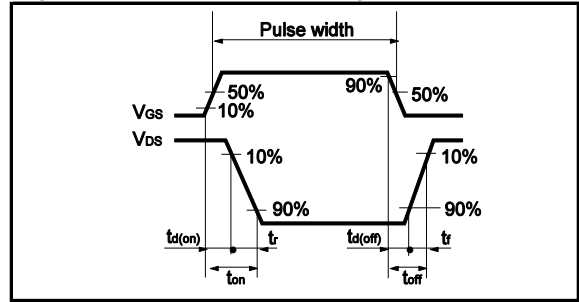 Pulse width
90%
50%
50%
VGS
10%
VDS
10%
10%
90%
90%
td(on)
tr
td(off)
tf
ton
toff